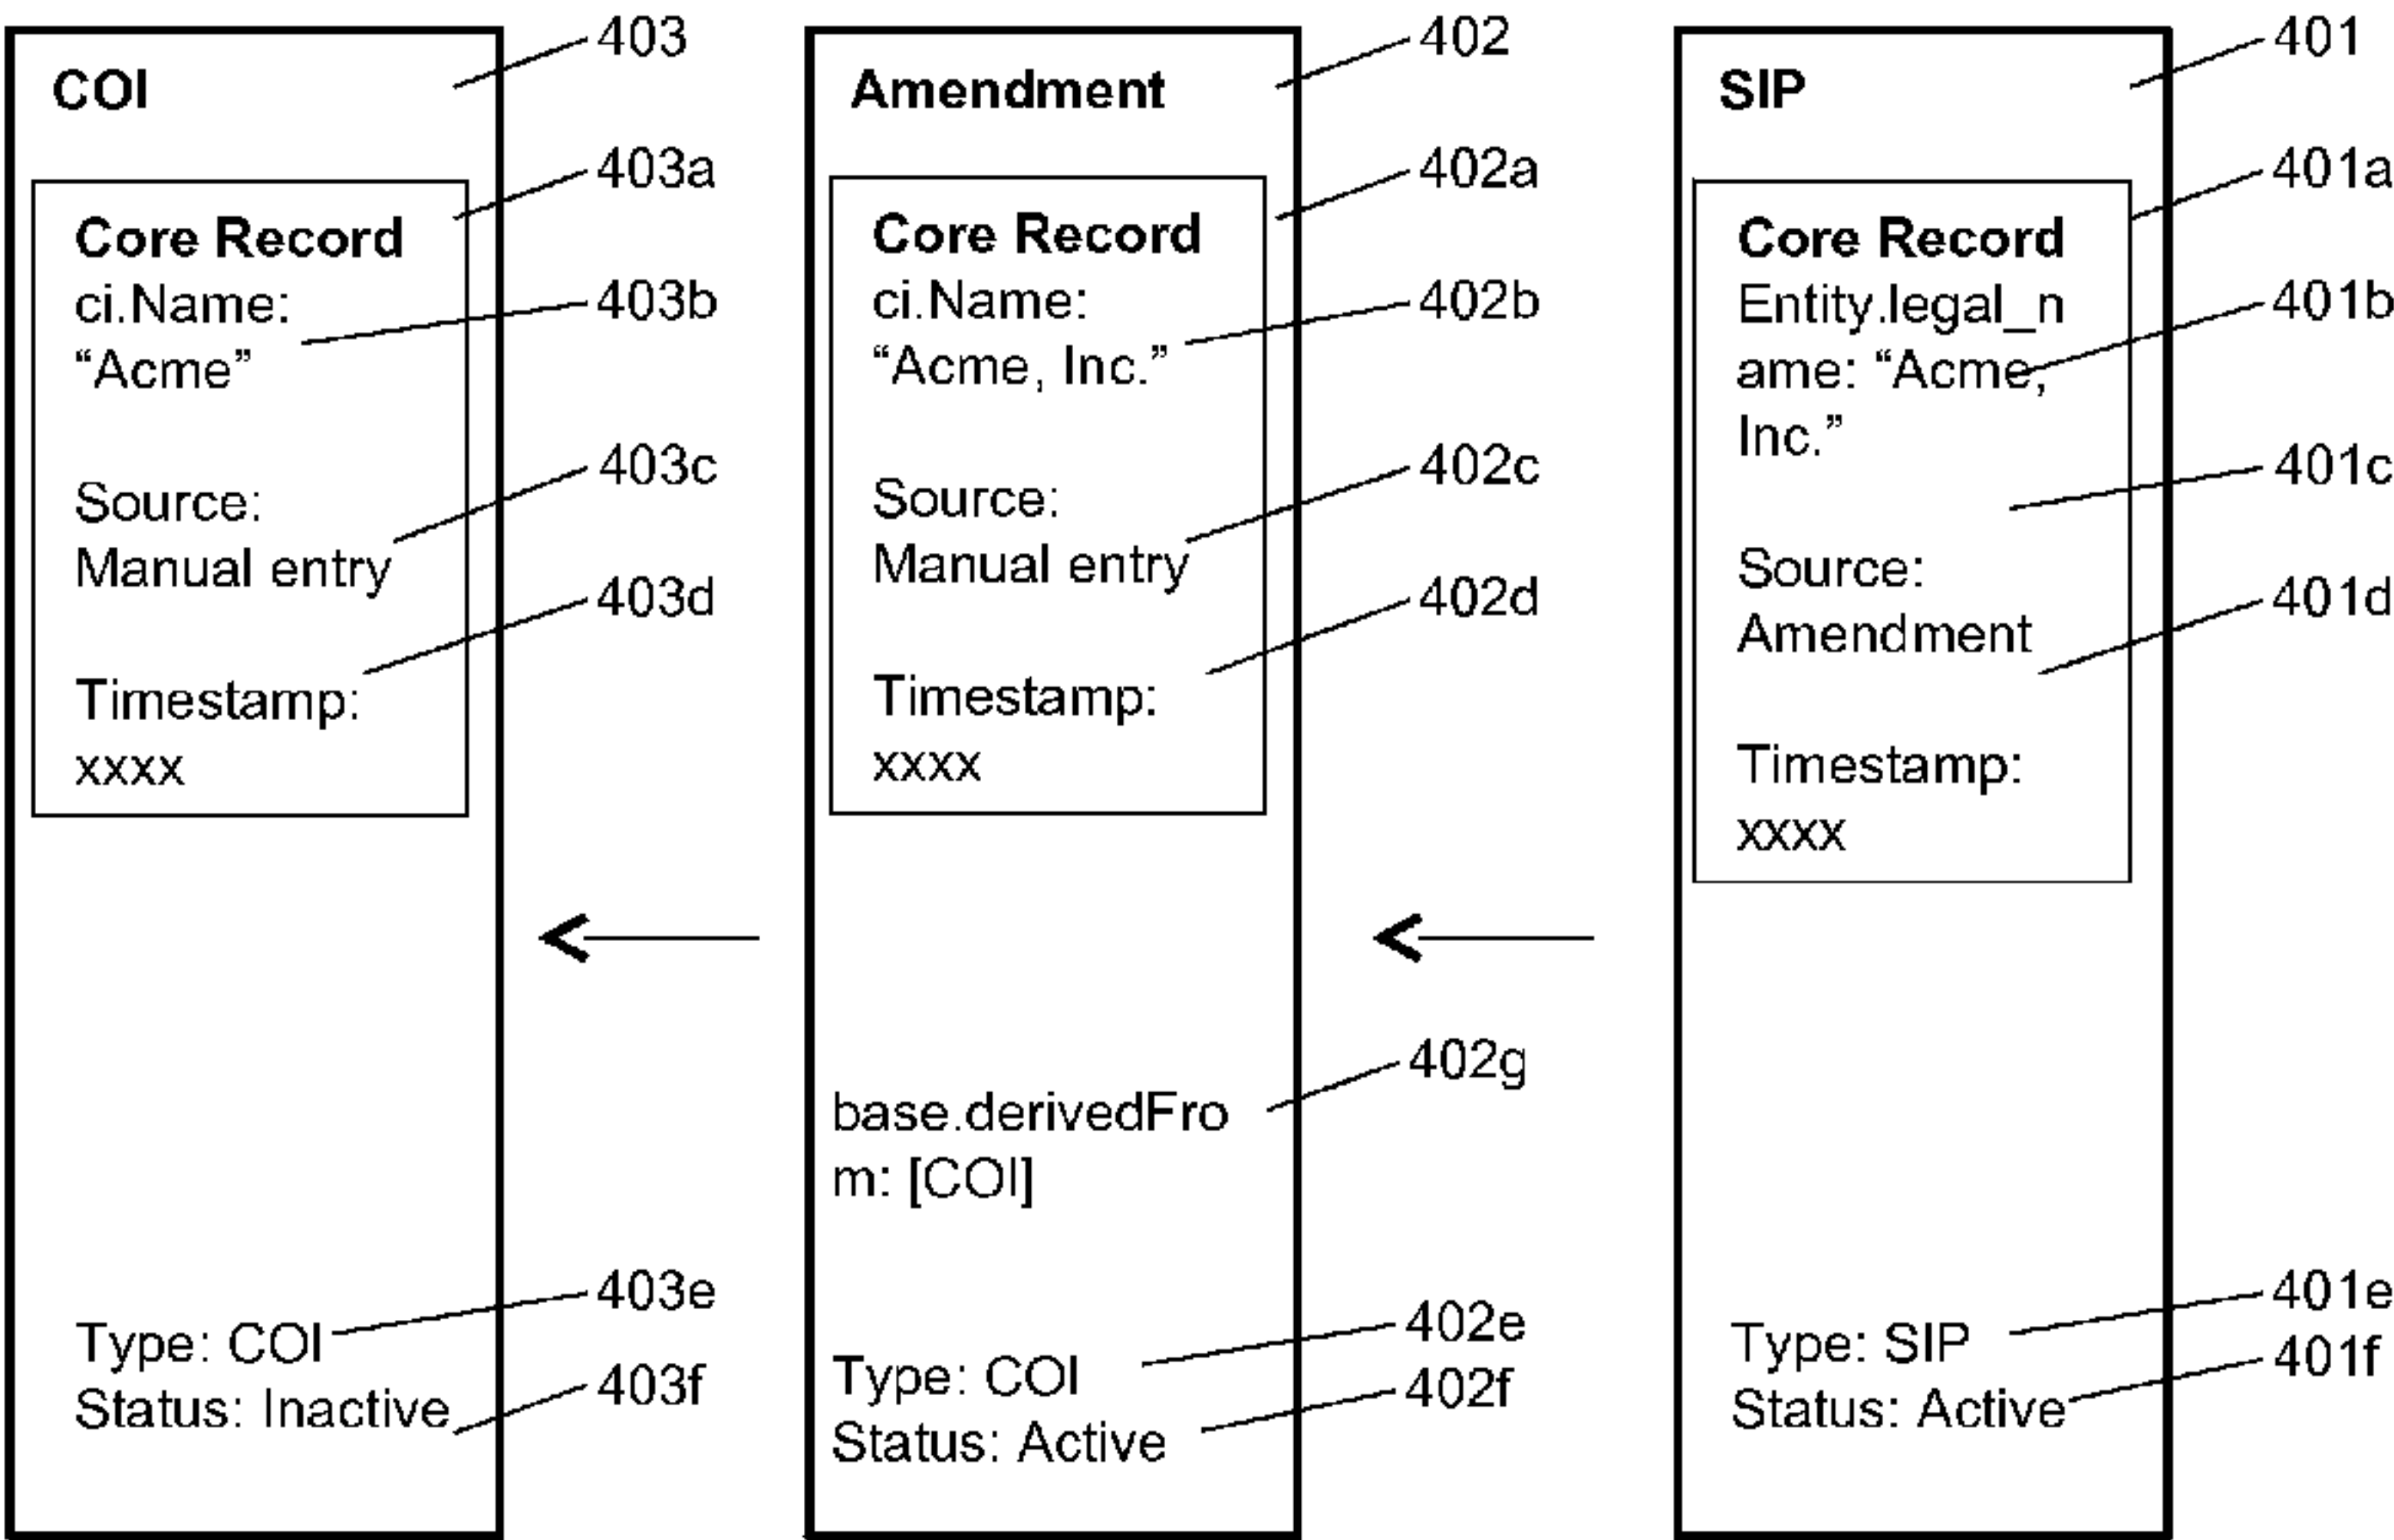 COI
403
403a
Core Record
ci.Name:
“Acme”
403b
Source:
Manual entry
403c
Timestamp:
xxxx
403d
Type: COI
403e
Status: Inactive
403f
Amendment
402
402a
Core Record
ci.Name:
“Acme, Inc.”
402b
Source:
Manual entry
402c
Timestamp:
xxxx
402d
base.derivedFro
m: [COI]
402g
Type: COI
402e
Status: Active
402f
SIP
401
401a
Core Record
Entity.legal_n
ame: “Acme,
Inc.”
401b
401c
Source:
Amendment
401d
Timestamp:
xxxx
Type: SIP
401e
Status: Active
401f